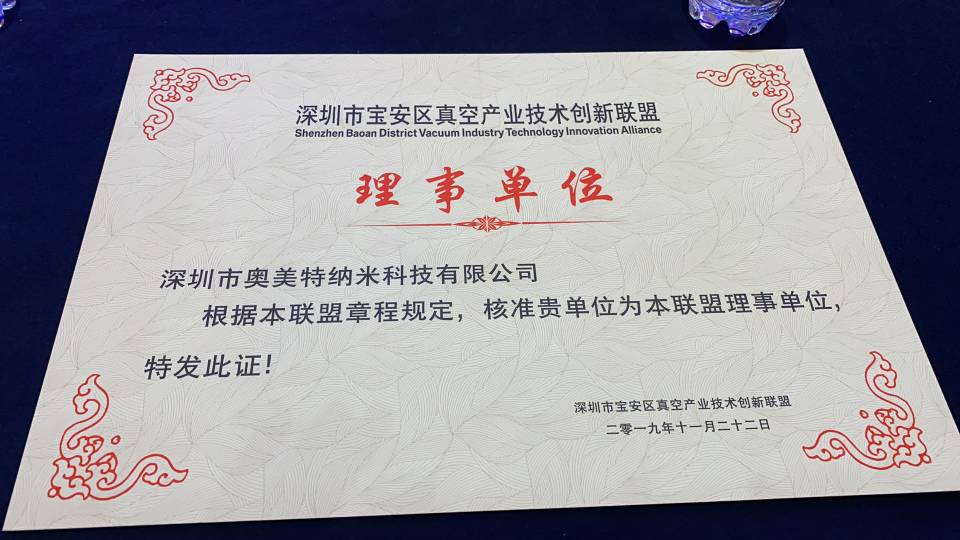 深圳市宝安区真空产业技术创新联盟
Shenzhen Baoan District Vacuum Industry Technology Innovation Alliance
理事单位
深圳市奥美特纳米科技有限公司
根据本联盟章程规定，核准贵单位为本联盟理事单位，
特发此证！
深圳市宝安区真空产业技术创新联盟
二零一九年十一月二十二日